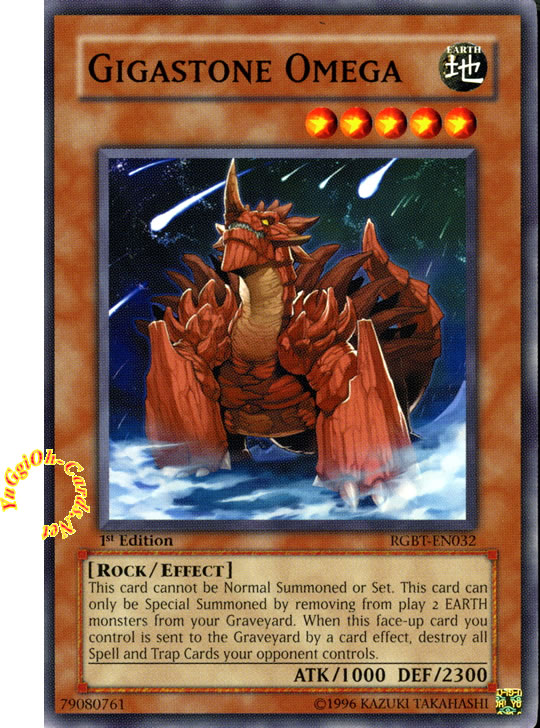 GIGASTONE OMEGA
EARTH
地
1st Edition
RGBT-EN032
YuGgiOh-Cards.Net
[ROCK/EFFECT]
This card cannot be Normal Summoned or Set. This card can
only be Special Summoned by removing from play 2 EARTH
monsters from your Graveyard. When this face-up card you
control is sent to the Graveyard by a card effect, destroy all
Spell and Trap Cards your opponent controls.
ATK/1000 DEF/2300
79080761
©1996 KAZUKI TAKAHASHI